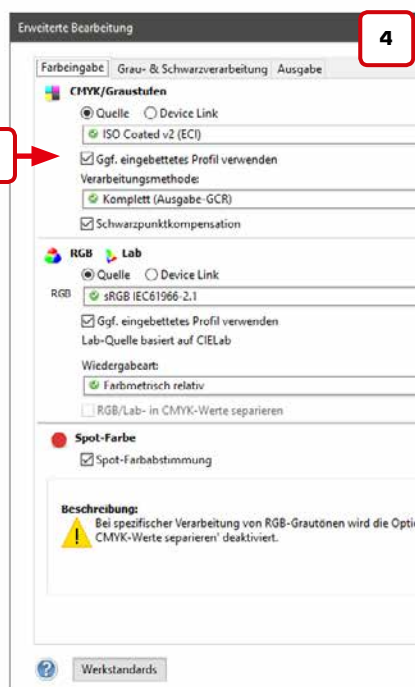 Erweiterte Bearbeitung
4
Farbeingabe Grau- & Schwarzverarbeitung Ausgabe
CMYK/Graustufen
Quelle Device Link
ISO Coated v2 (ECI)
Ggf. eingebettetes Profil verwenden
Verarbeitungsmethode:
Komplett (Ausgabe-GCR)
Schwarzpunktkompensation
RGB Lab
Quelle Device Link
RGB sRGB IEC61966-2.1
Ggf. eingebettetes Profil verwenden
Lab-Quelle basiert auf CIELab
Wiedergabeart:
Farbmetrisch relativ
RGB/Lab- in CMYK-Werte separieren
Spot-Farbe
Spot-Farbabstimmung
Beschreibung:
Bei spezifischer Verarbeitung von RGB-Grautönen wird die Optio
CMYK-Werte separieren' deaktiviert.
Werkstandards